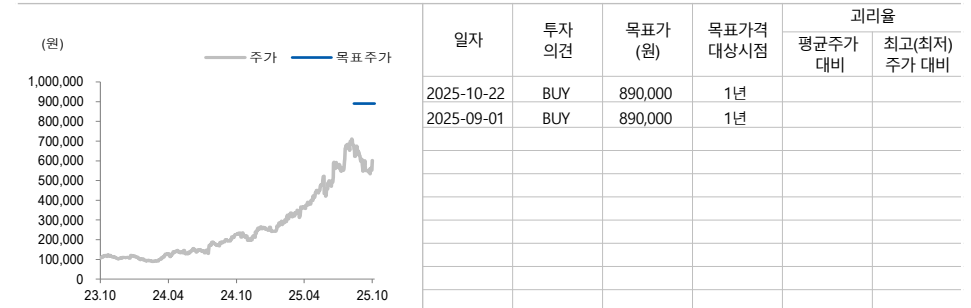 (원)
주가 목표주가
1,000,000
900,000
800,000
700,000
600,000
500,000
400,000
300,000
200,000
100,000
0
23.10 24.04 24.10 25.04 25.10
일자 투자의견 목표가(원) 목표가격대상시점 괴리율
평균주가대비 최고(최저)주가 대비
2025-10-22 BUY 890,000 1년
2025-09-01 BUY 890,000 1년